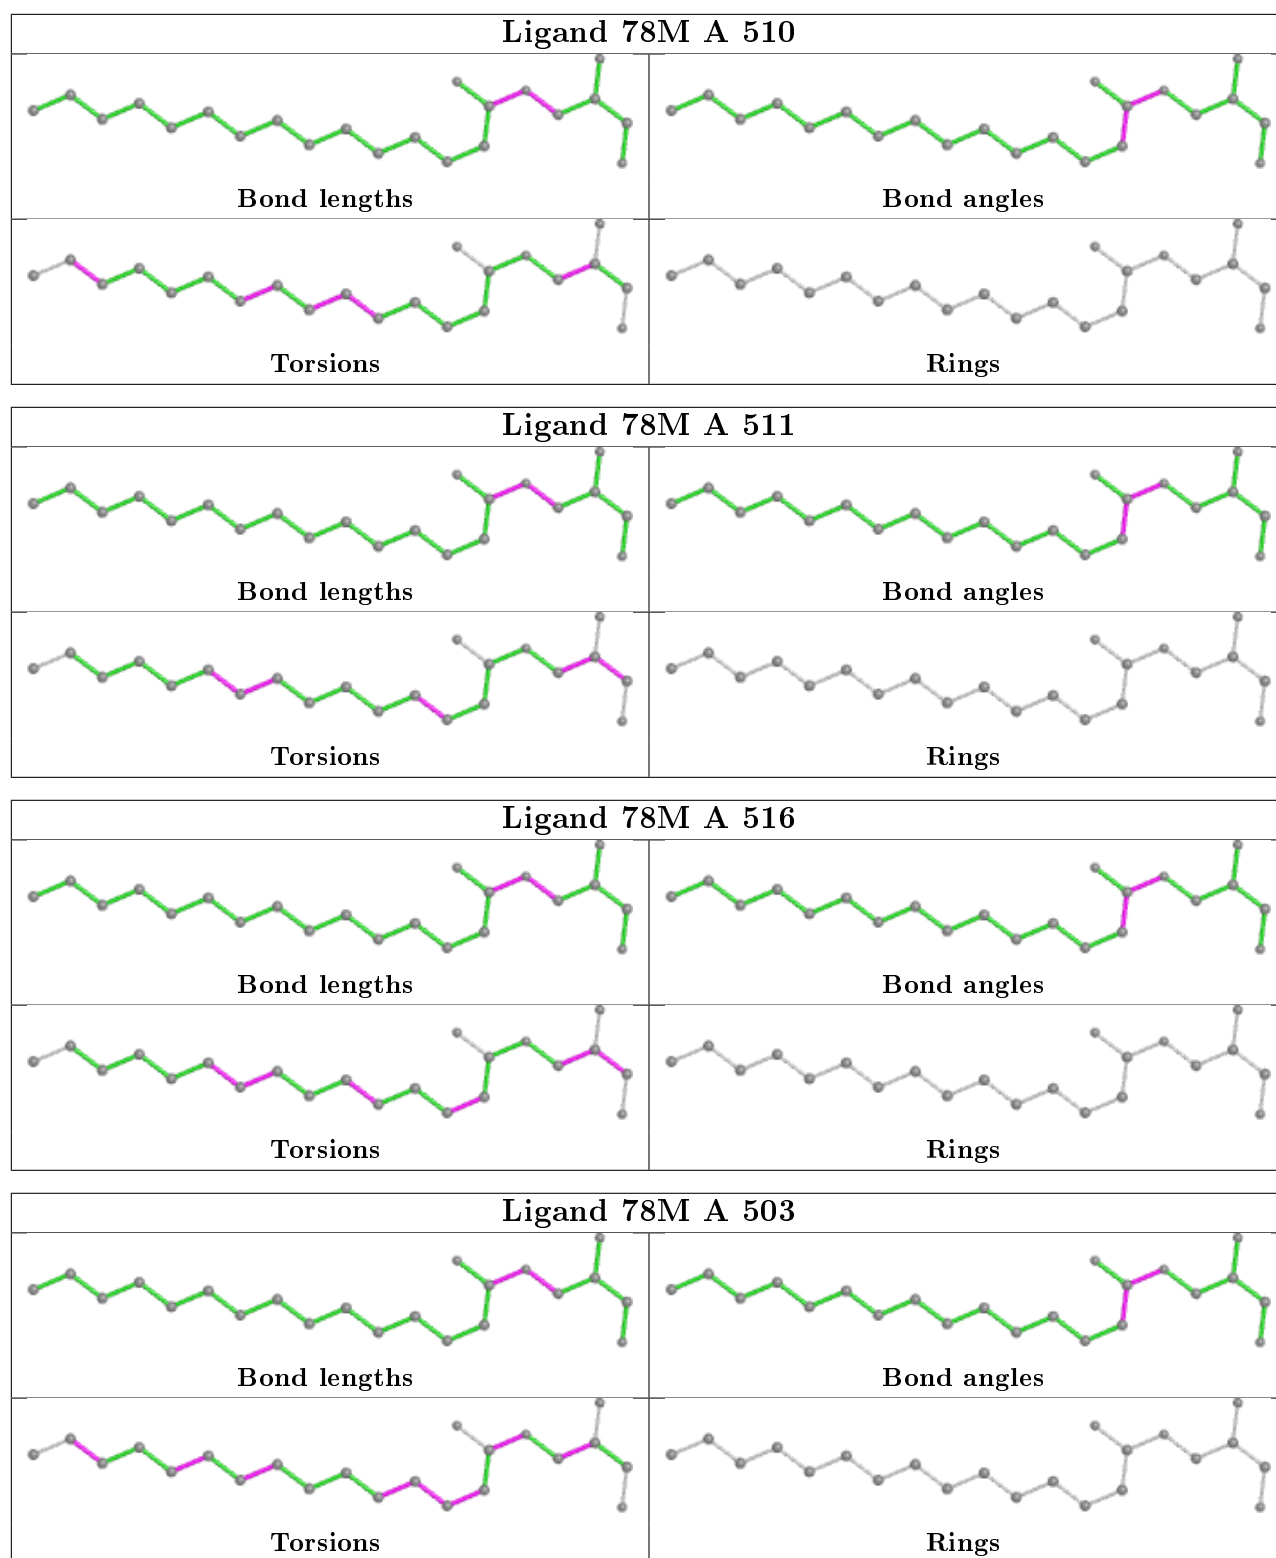 Ligand 78M A 510
Bond lengths
Bond angles
Torsions
Rings
Ligand 78M A 511
Bond lengths
Bond angles
Torsions
Rings
Ligand 78M A 516
Bond lengths
Bond angles
Torsions
Rings
Ligand 78M A 503
Bond lengths
Bond angles
Torsions
Rings